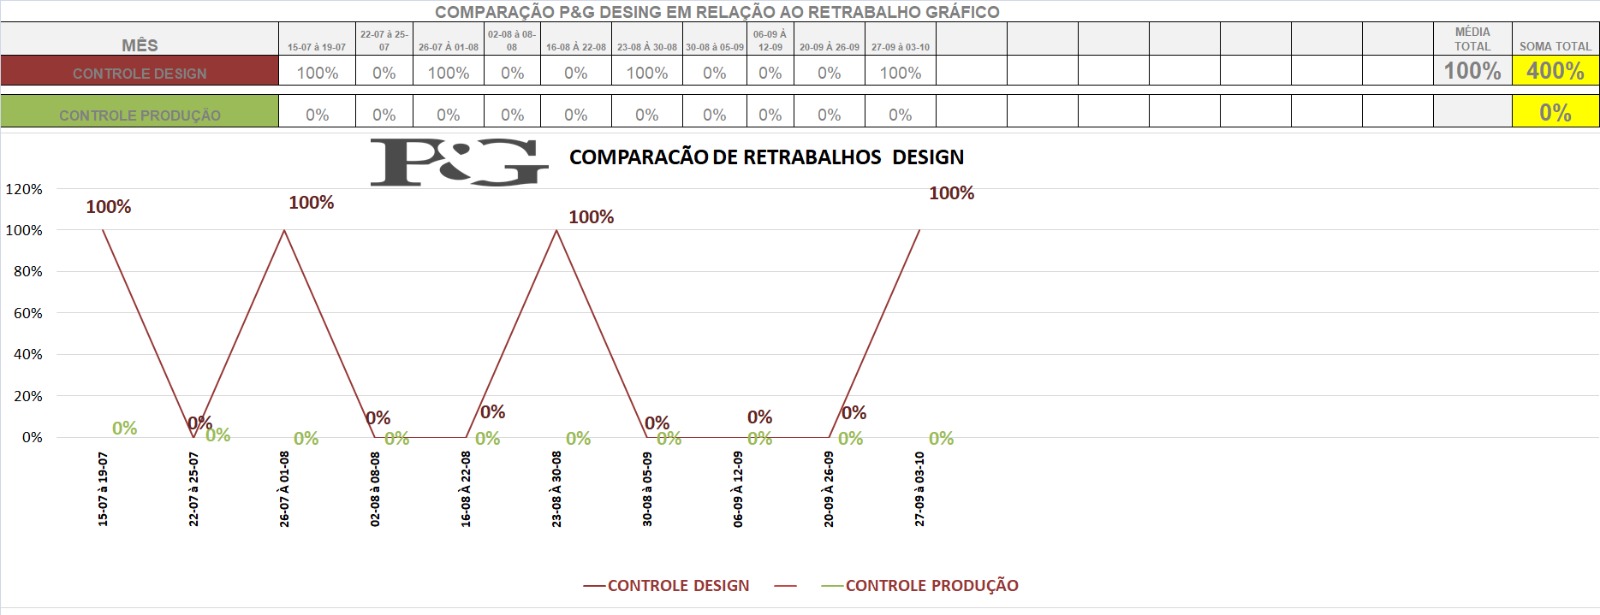 COMPARAÇÃO P&G DESING EM RELAÇÃO AO RETRABALHO GRÁFICO
MÊS 15-07 à 19-07 22-07 à 25-07 26-07 À 01-08 02-08 à 08-08 16-08 À 22-08 23-08 À 30-08 30-08 à 05-09 06-09 À 12-09 20-09 À 26-09 27-09 à 03-10 MÉDIA TOTAL SOMA TOTAL
CONTROLE DESIGN 100% 0% 100% 0% 0% 100% 0% 0% 0% 100% 100% 400%
CONTROLE PRODUÇÃO 0% 0% 0% 0% 0% 0% 0% 0% 0% 0% 0%
P&G COMPARACÃO DE RETRABALHOS DESIGN
120%
100%
80%
60%
40%
20%
0%
100% 0% 100% 0% 0% 100% 0% 0% 0% 100%
0% 0% 0% 0% 0% 0% 0% 0% 0% 0%
15-07 à 19-07
22-07 à 25-07
26-07 À 01-08
02-08 à 08-08
16-08 À 22-08
23-08 À 30-08
30-08 à 05-09
06-09 À 12-09
20-09 À 26-09
27-09 à 03-10
CONTROLE DESIGN CONTROLE PRODUÇÃO